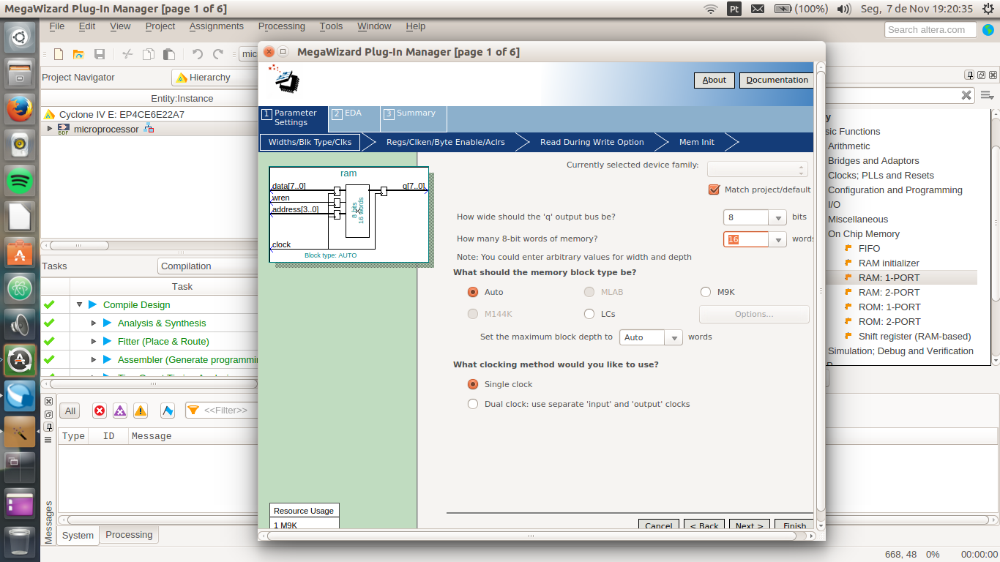 MegaWizard Plug-In Manager [page 1 of 6]
Pt
(100%)
Seg, 7 de Nov 19:20:35
File Edit View Project Assignments Processing Tools Window Help
Search altera.com
mic
MegaWizard Plug-In Manager [page 1 of 6]
Project Navigator
Hierarchy
Entity:Instance
Cyclone IV E: EP4CE6E22A7
BDF
microprocessor
Tasks
Compilation
Task
Compile Design
Analysis & Synthesis
Fitter (Place & Route)
Assembler (Generate programmi
All
<<Filter>>
Type ID Message
Messages
System Processing
About
Documentation
1 Parameter Settings
2 EDA
3 Summary
Widths/Blk Type/Clks
Regs/Clken/Byte Enable/Aclrs
Read During Write Option
Mem Init
ram
data[7..0]
q[7..0]
wren
address[3..0]
8 bits
16 words
clock
Block type: AUTO
Resource Usage
1 M9K
Currently selected device family:
Match project/default
How wide should the 'q' output bus be?
8
bits
How many 8-bit words of memory?
16
words
Note: You could enter arbitrary values for width and depth
What should the memory block type be?
Auto
MLAB
M9K
M144K
LCs
Options...
Set the maximum block depth to
Auto
words
What clocking method would you like to use?
Single clock
Dual clock: use separate 'input' and 'output' clocks
Cancel
< Back
Next >
Finish
y
sic Functions
Arithmetic
Bridges and Adaptors
Clocks; PLLs and Resets
Configuration and Programming
I/O
Miscellaneous
On Chip Memory
FIFO
RAM initializer
RAM: 1-PORT
RAM: 2-PORT
ROM: 1-PORT
ROM: 2-PORT
Shift register (RAM-based)
Simulation; Debug and Verification
668, 48
0%
00:00:00